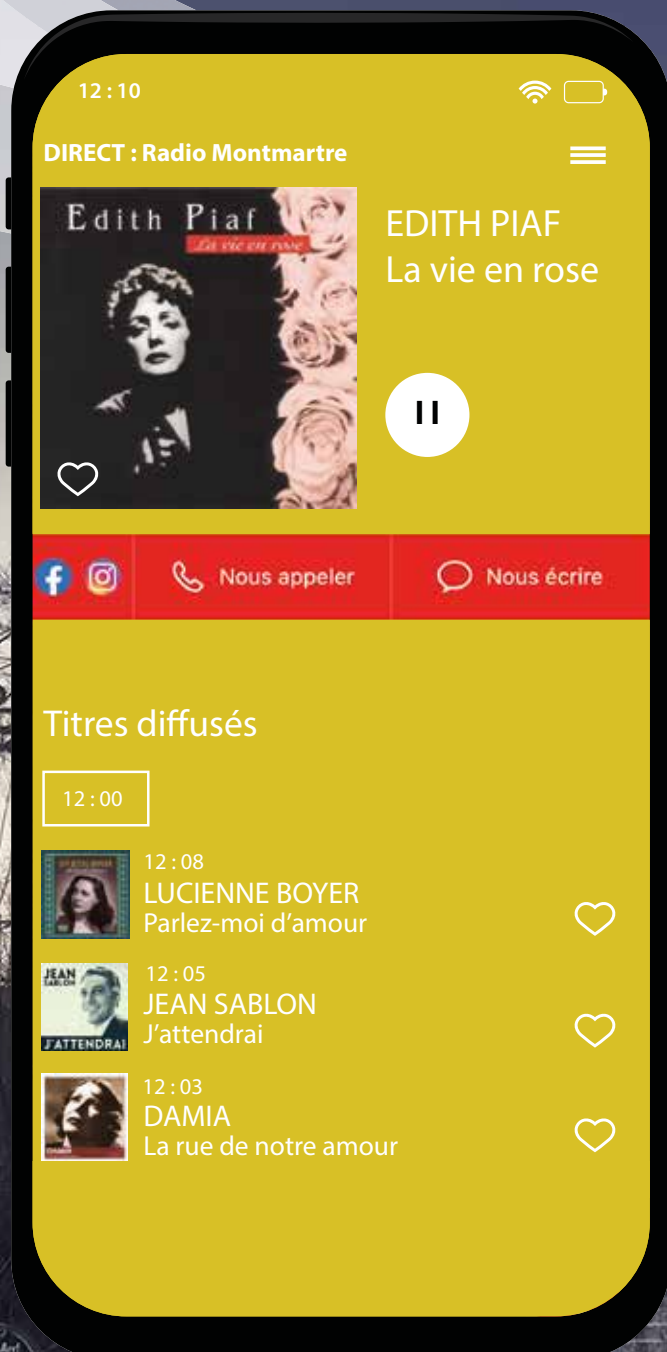 12 : 10
DIRECT : Radio Montmartre
Edith Piaf
La vie en rose
EDITH PIAF
La vie en rose
Nous appeler
Nous écrire
Titres diffusés
12 : 00
12 : 08
LUCIENNE BOYER
Parlez-moi d’amour
JEAN
SABLON
J'ATTENDRAI
12 : 05
JEAN SABLON
J’attendrai
DAMIA
12 : 03
DAMIA
La rue de notre amour